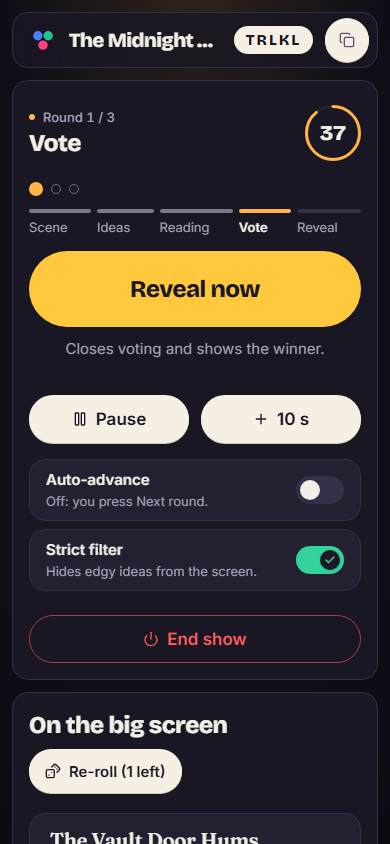 The Midnight ...
TRLKL
Round 1 / 3
Vote
37
Scene
Ideas
Reading
Vote
Reveal
Reveal now
Closes voting and shows the winner.
Pause
+ 10 s
Auto-advance
Off: you press Next round.
Strict filter
Hides edgy ideas from the screen.
End show
On the big screen
Re-roll (1 left)
The Vault Door Hums